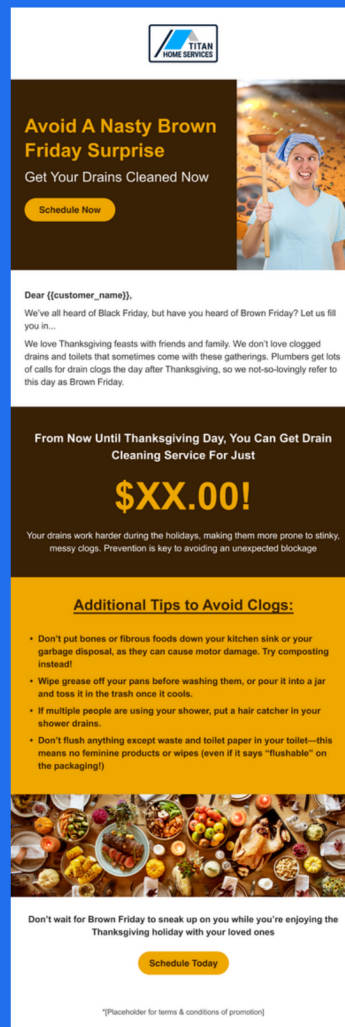 TITAN
HOME SERVICES
Avoid A Nasty Brown
Friday Surprise
Get Your Drains Cleaned Now
Schedule Now
Dear {{customer_name}},
We've all heard of Black Friday, but have you heard of Brown Friday? Let us fill
you in...
We love Thanksgiving feasts with friends and family. We don't love clogged
drains and toilets that sometimes come with these gatherings. Plumbers get lots
of calls for drain clogs the day after Thanksgiving, so we not-so-lovingly refer to
this day as Brown Friday.
From Now Until Thanksgiving Day, You Can Get Drain
Cleaning Service For Just
$XX.00!
Your drains work harder during the holidays, making them more prone to stinky,
messy clogs. Prevention is key to avoiding an unexpected blockage
Additional Tips to Avoid Clogs:
• Don't put bones or fibrous foods down your kitchen sink or your
garbage disposal, as they can cause motor damage. Try composting
instead!
• Wipe grease off your pans before washing them, or pour it into a jar
and toss it in the trash once it cools.
• If multiple people are using your shower, put a hair catcher in your
shower drains.
• Don't flush anything except waste and toilet paper in your toilet—this
means no feminine products or wipes (even if it says "flushable" on
the packaging!)
Don't wait for Brown Friday to sneak up on you while you're enjoying the
Thanksgiving holiday with your loved ones
Schedule Today
*[Placeholder for terms & conditions of promotion]